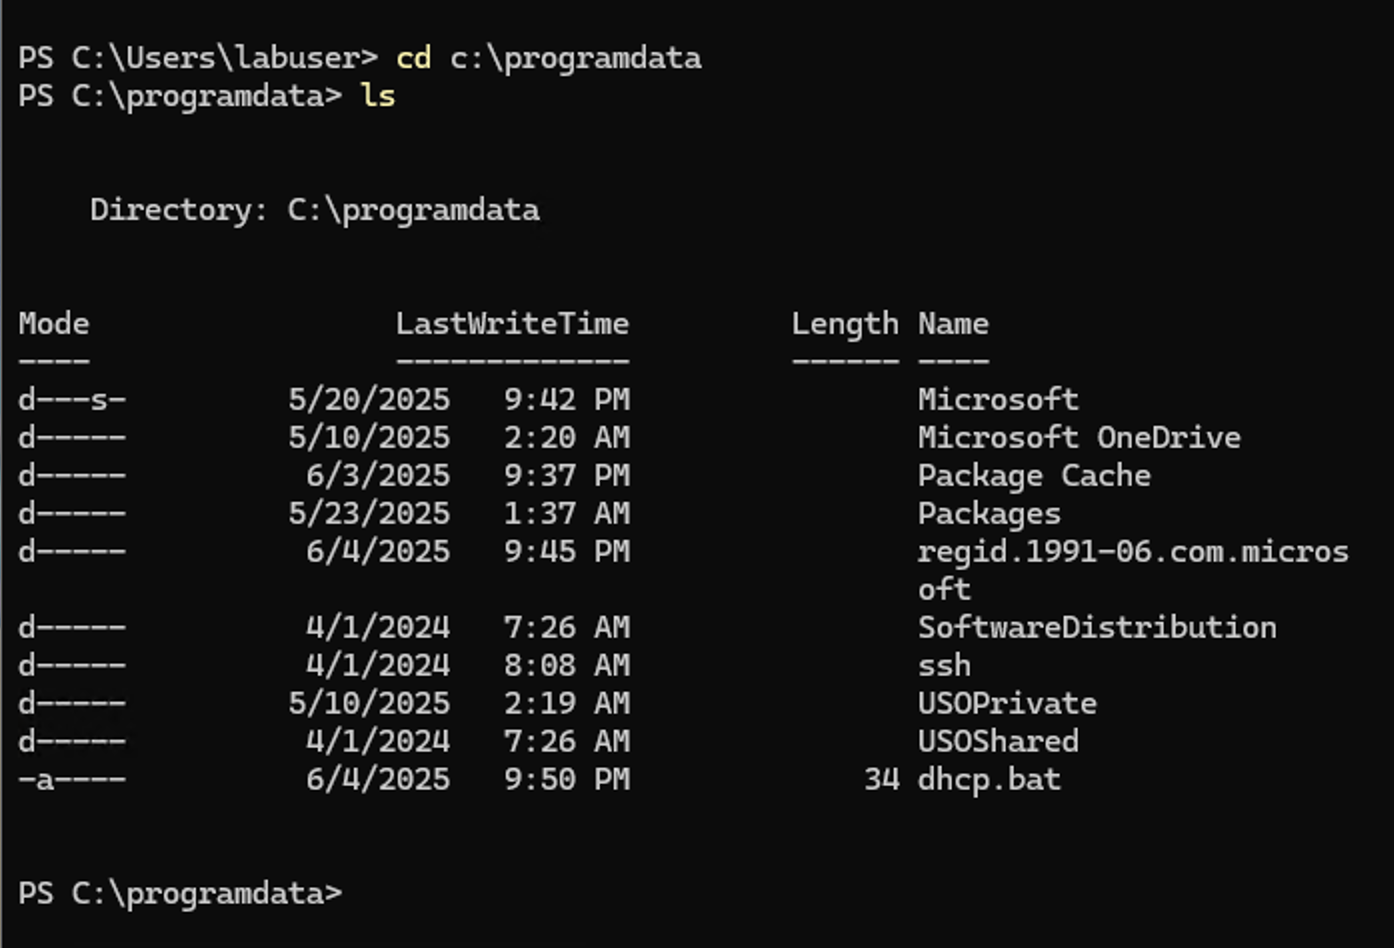 PS C:\Users\labuser> cd c:\programdata
PS C:\programdata> ls
Directory: C:\programdata
Mode LastWriteTime Length Name
---- ------------- ------ ----
d---s- 5/20/2025 9:42 PM Microsoft
d----- 5/10/2025 2:20 AM Microsoft OneDrive
d----- 6/3/2025 9:37 PM Package Cache
d----- 5/23/2025 1:37 AM Packages
d----- 6/4/2025 9:45 PM regid.1991-06.com.micros
oft
d----- 4/1/2024 7:26 AM SoftwareDistribution
d----- 4/1/2024 8:08 AM ssh
d----- 5/10/2025 2:19 AM USOPrivate
d----- 4/1/2024 7:26 AM USOShared
-a---- 6/4/2025 9:50 PM 34 dhcp.bat
PS C:\programdata>